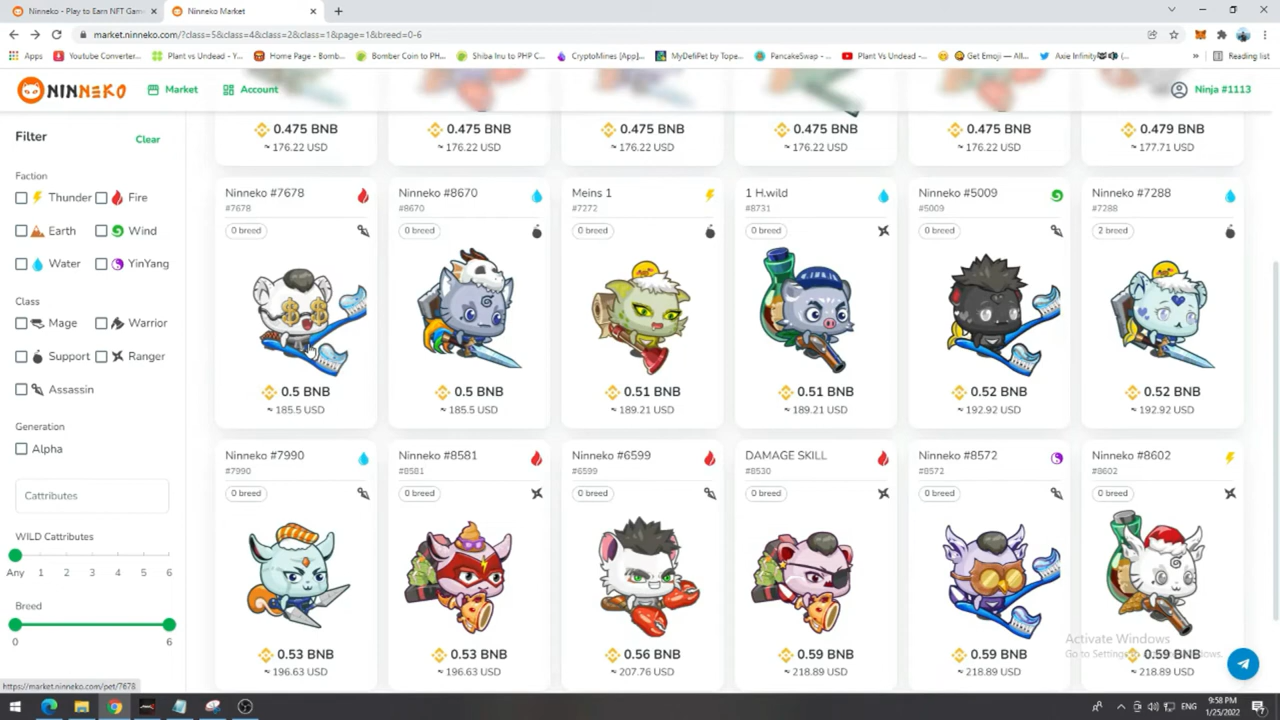 Ninneko - Play to Earn NFT Gam
Ninneko Market
market.ninneko.com/?class=5&class=4&class=2&class=1&page=1&breed=0-6
Apps
Youtube Converter...
Plant vs Undead - ...
Home Page - Bomb...
Bomber Coin to PH...
Shiba Inu to PHP C...
CryptoMines [App]...
MyDefiPet by Tope...
PancakeSwap - ...
Plant Vs Undead - ...
Get Emoji — All...
Axie Infinity
Reading list
NINNEKO
Market
Account
Ninja #1113
Filter
Clear
Faction
Thunder
Fire
Earth
Wind
Water
YinYang
Class
Mage
Warrior
Support
Ranger
Assassin
Generation
Alpha
Cattributes
WILD Cattributes
Any 1 2 3 4 5 6
Breed
0 6
0.475 BNB
~ 176.22 USD
0.475 BNB
~ 176.22 USD
0.475 BNB
~ 176.22 USD
0.475 BNB
~ 176.22 USD
0.475 BNB
~ 176.22 USD
0.479 BNB
~ 177.71 USD
Ninneko #7678
#7678
0 breed
0.5 BNB
~ 185.5 USD
Ninneko #8670
#8670
0 breed
0.5 BNB
~ 185.5 USD
Meins 1
#7272
0 breed
0.51 BNB
~ 189.21 USD
1 H.wild
#8731
0 breed
0.51 BNB
~ 189.21 USD
Ninneko #5009
#5009
0 breed
0.52 BNB
~ 192.92 USD
Ninneko #7288
#7288
2 breed
0.52 BNB
~ 192.92 USD
Ninneko #7990
#7990
0 breed
0.53 BNB
~ 196.63 USD
Ninneko #8581
#8581
0 breed
0.53 BNB
~ 196.63 USD
Ninneko #6599
#6599
0 breed
0.56 BNB
~ 207.76 USD
DAMAGE SKILL
#8530
0 breed
0.59 BNB
~ 218.89 USD
Ninneko #8572
#8572
0 breed
0.59 BNB
~ 218.89 USD
Ninneko #8602
#8602
0 breed
0.59 BNB
~ 218.89 USD
Activate Windows
Go to Settings to activate Windows.
https://market.ninneko.com/pet/7678
ENG
9:58 PM
1/25/2022